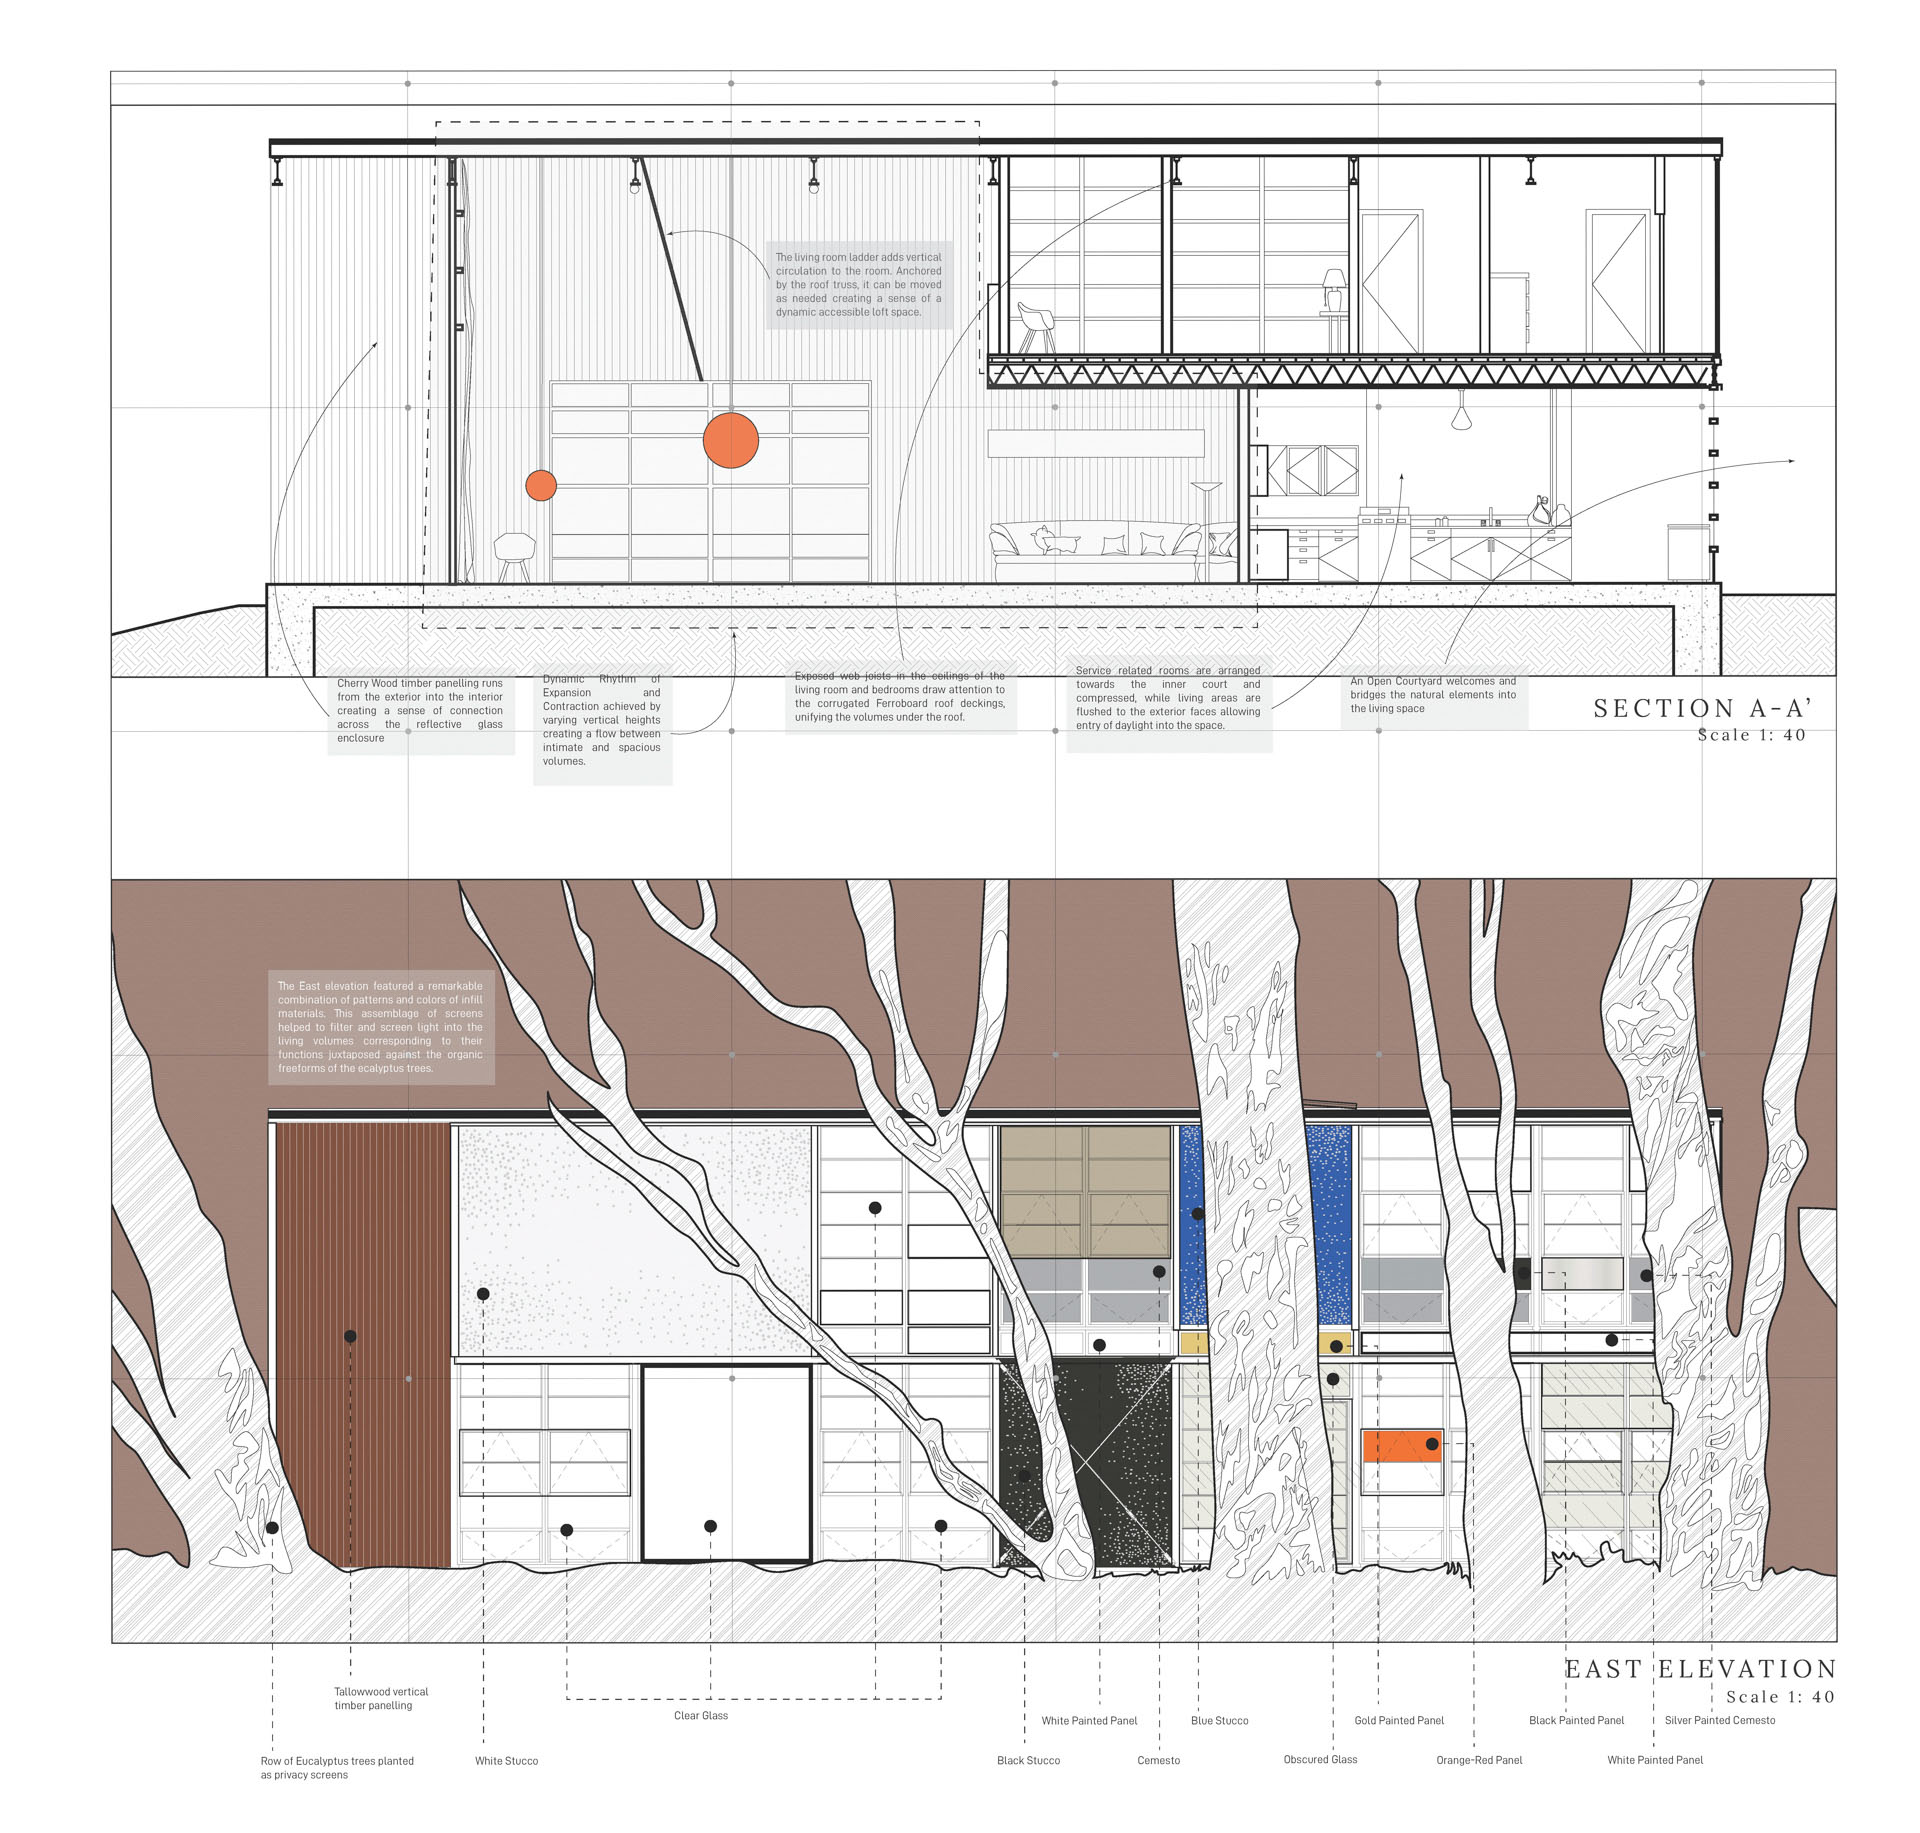 The living room ladder adds vertical
circulation to the room. Anchored
by the roof truss, it can be moved
as needed creating a sense of a
dynamic accessible loft space.
Cherry Wood timber panelling runs
from the exterior into the interior
creating a sense of connection
across the reflective glass
enclosure
Dynamic Rhythm of
Expansion and
Contraction achieved by
varying vertical heights
creating a flow between
intimate and spacious
volumes.
Exposed web joists in the ceilings of the
living room and bedrooms draw attention to
the corrugated Ferroboard roof deckings,
unifying the volumes under the roof.
Service related rooms are arranged
towards the inner court and
compressed, while living areas are
flushed to the exterior faces allowing
entry of daylight into the space.
An Open Courtyard welcomes and
bridges the natural elements into
the living space
SECTION A-A'
Scale 1: 40
The East elevation featured a remarkable
combination of patterns and colors of infill
materials. This assemblage of screens
helped to filter and screen light into the
living volumes corresponding to their
functions juxtaposed against the organic
freeforms of the ecalyptus trees.
EAST ELEVATION
Scale 1: 40
Tallowwood vertical
timber panelling
Clear Glass
White Painted Panel
Blue Stucco
Gold Painted Panel
Black Painted Panel
Silver Painted Cemesto
Row of Eucalyptus trees planted
as privacy screens
White Stucco
Black Stucco
Cemesto
Obscured Glass
Orange-Red Panel
White Painted Panel